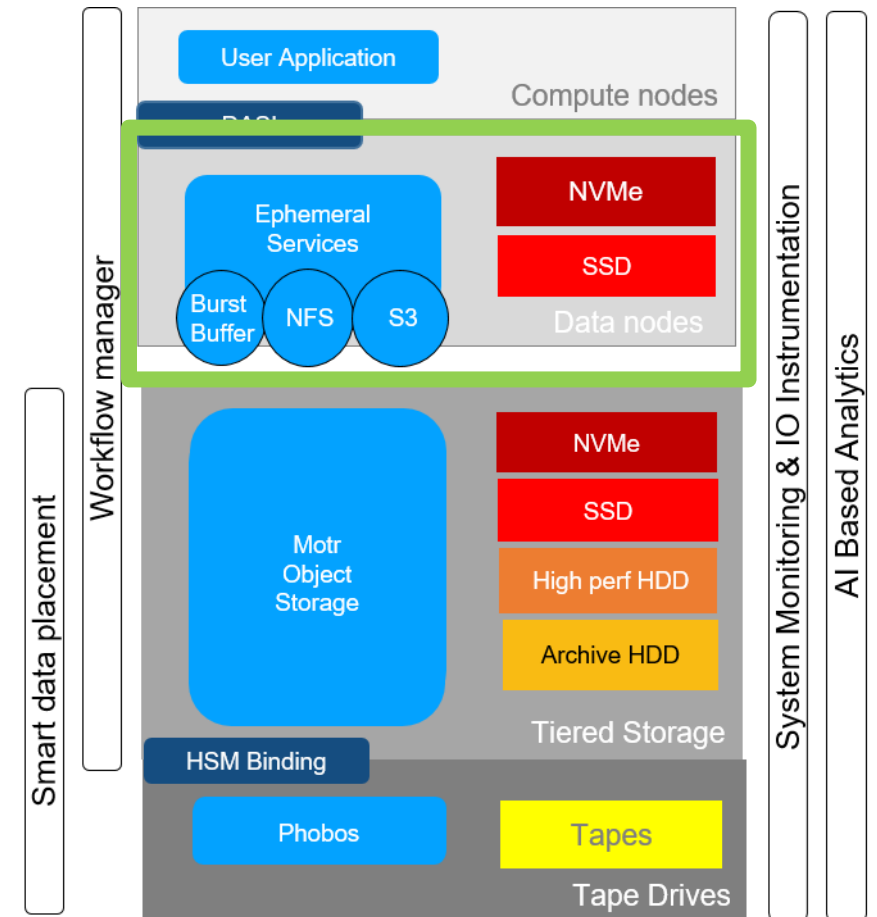 User Application
Compute nodes
Ephemeral
Services
Burst
Buffer
NFS
S3
NVMe
SSD
Data nodes
Motr
Object
Storage
NVMe
SSD
High perf HDD
Archive HDD
Tiered Storage
HSM Binding
Phobos
Tapes
Tape Drives
Smart data placement
Workflow manager
System Monitoring & IO Instrumentation
AI Based Analytics